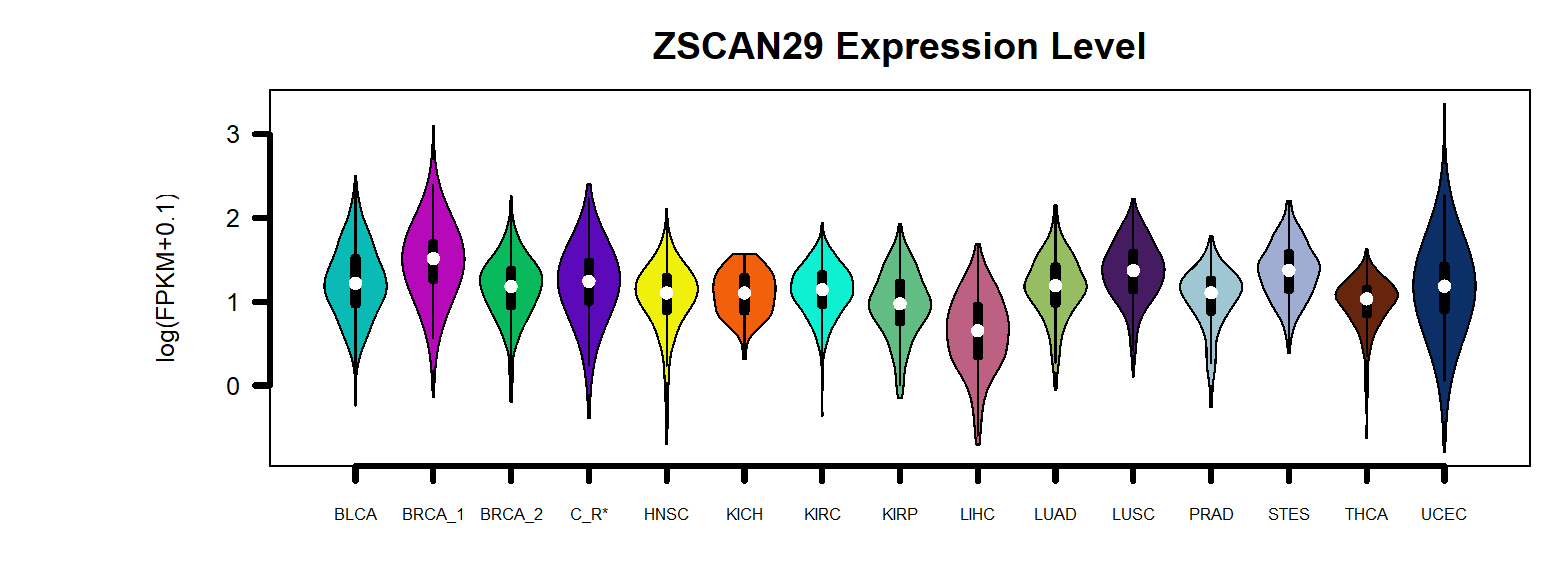 ZSCAN29 Expression Level
log(FPKM+0.1)
3
2
1
0
BLCA BRCA_1 BRCA_2 C_R* HNSC KICH KIRC KIRP LIHC LUAD LUSC PRAD STES THCA UCEC